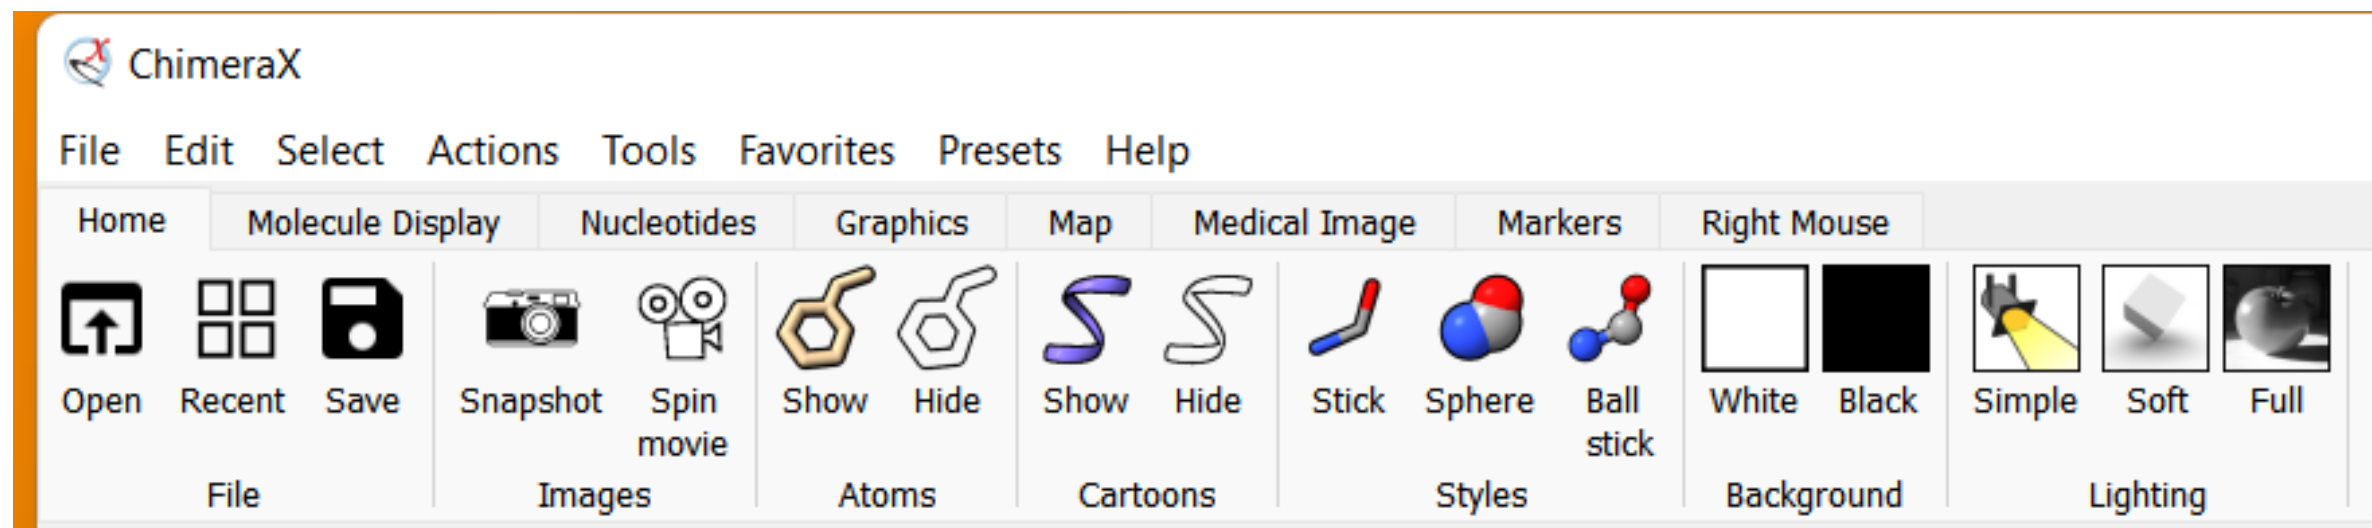 ChimeraX
File Edit Select Actions Tools Favorites Presets Help
Home Molecule Display Nucleotides Graphics Map Medical Image Markers Right Mouse
Open Recent Save Snapshot Spin movie Show Hide Show Hide Stick Sphere Ball stick White Black Simple Soft Full
File Images Atoms Cartoons Styles Background Lighting